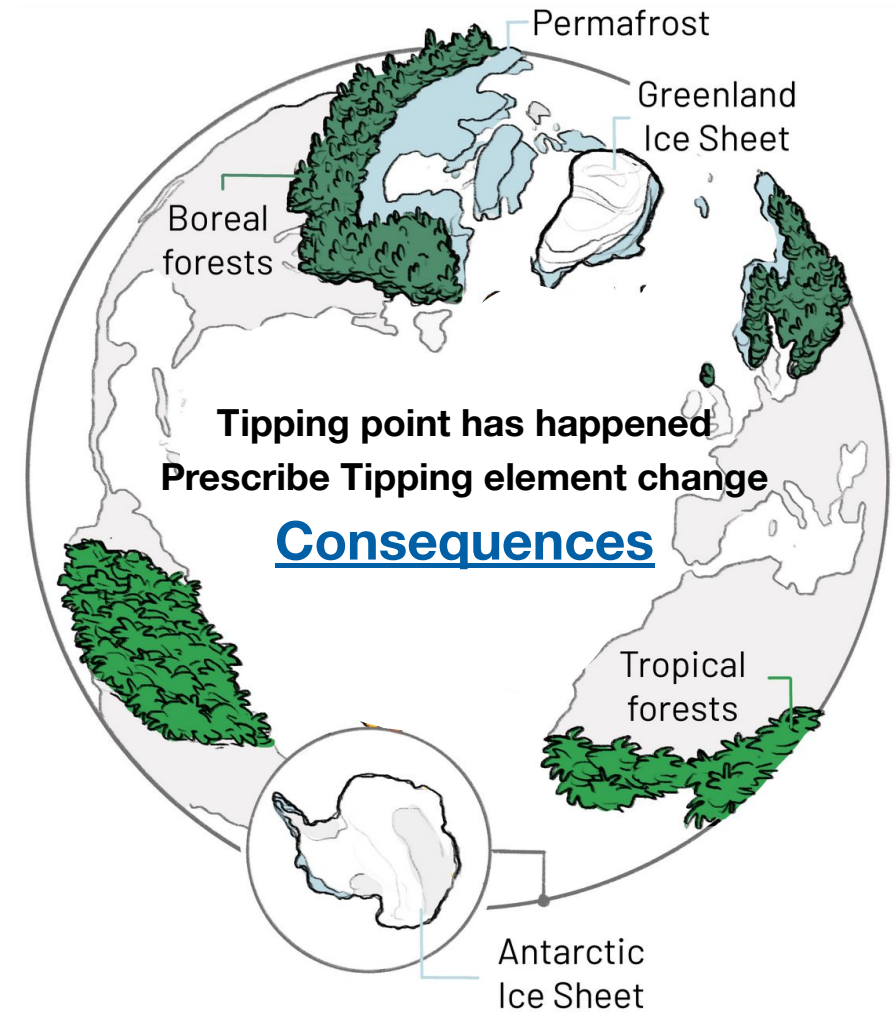 Permafrost
Greenland
Ice Sheet
Boreal
forests
Tipping point has happened
Prescribe Tipping element change
Consequences
Tropical
forests
Antarctic
Ice Sheet